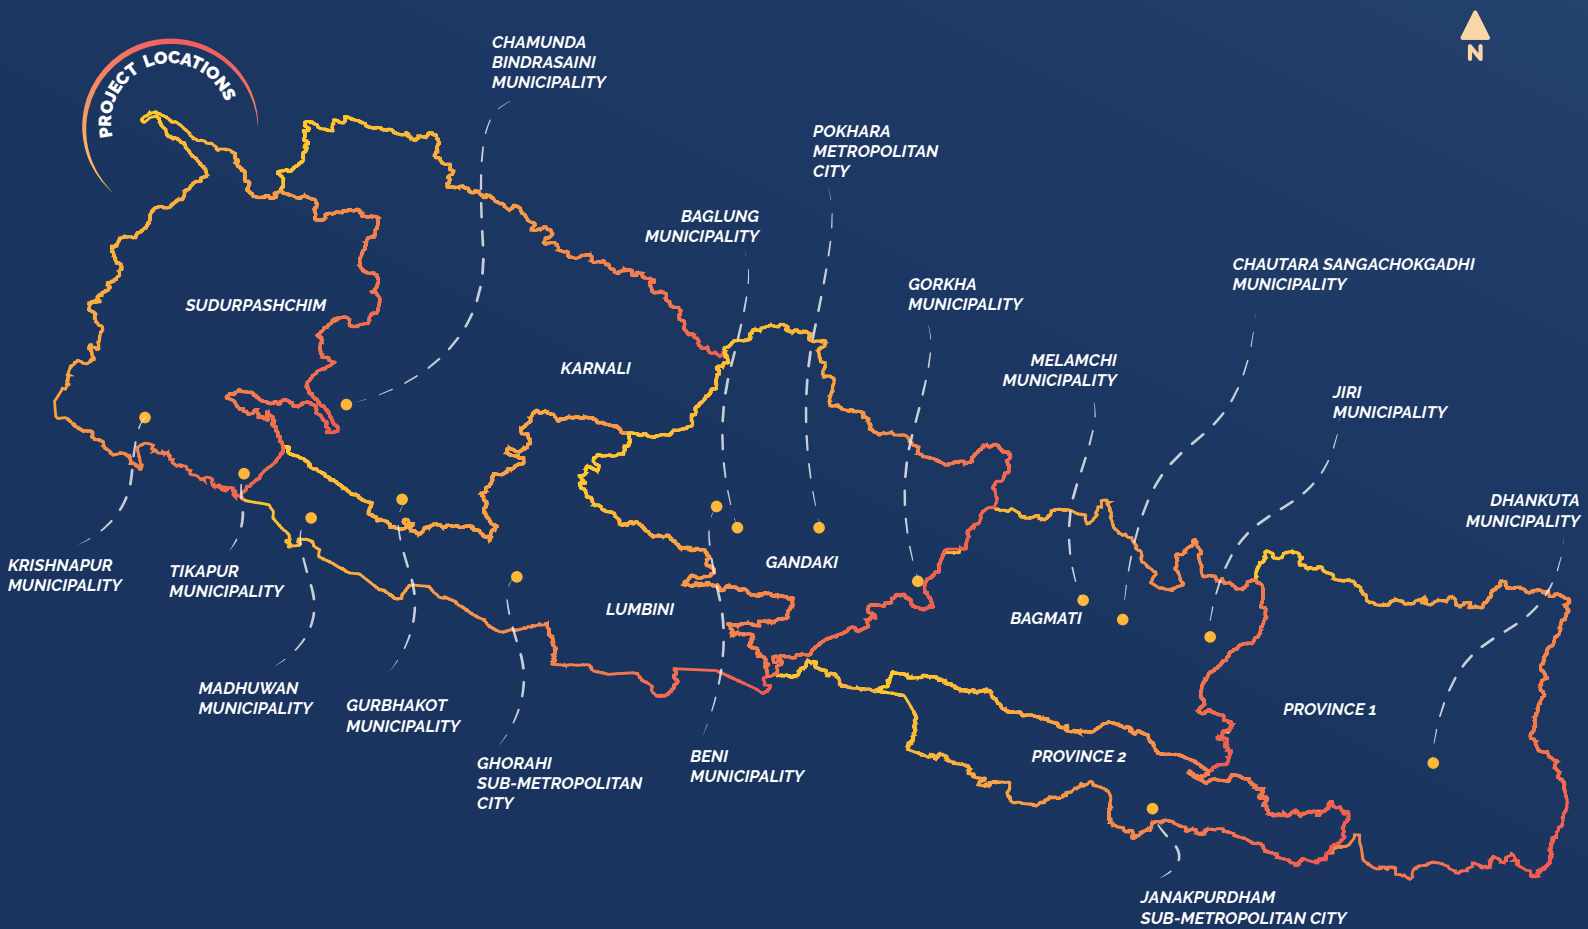 PROJECT LOCATIONS
N
CHAMUNDA
BINDRASAINI
MUNICIPALITY
POKHARA
METROPOLITAN
CITY
BAGLUNG
MUNICIPALITY
GORKHA
MUNICIPALITY
CHAUTARA SANGACHOKGADHI
MUNICIPALITY
MELAMCHI
MUNICIPALITY
JIRI
MUNICIPALITY
DHANKUTA
MUNICIPALITY
SUDURPASHCHIM
KARNALI
GANDAKI
LUMBINI
BAGMATI
PROVINCE 1
PROVINCE 2
KRISHNAPUR
MUNICIPALITY
TIKAPUR
MUNICIPALITY
MADHUWAN
MUNICIPALITY
GURBHAKOT
MUNICIPALITY
GHORAHI
SUB-METROPOLITAN
CITY
BENI
MUNICIPALITY
JANAKPURDHAM
SUB-METROPOLITAN CITY